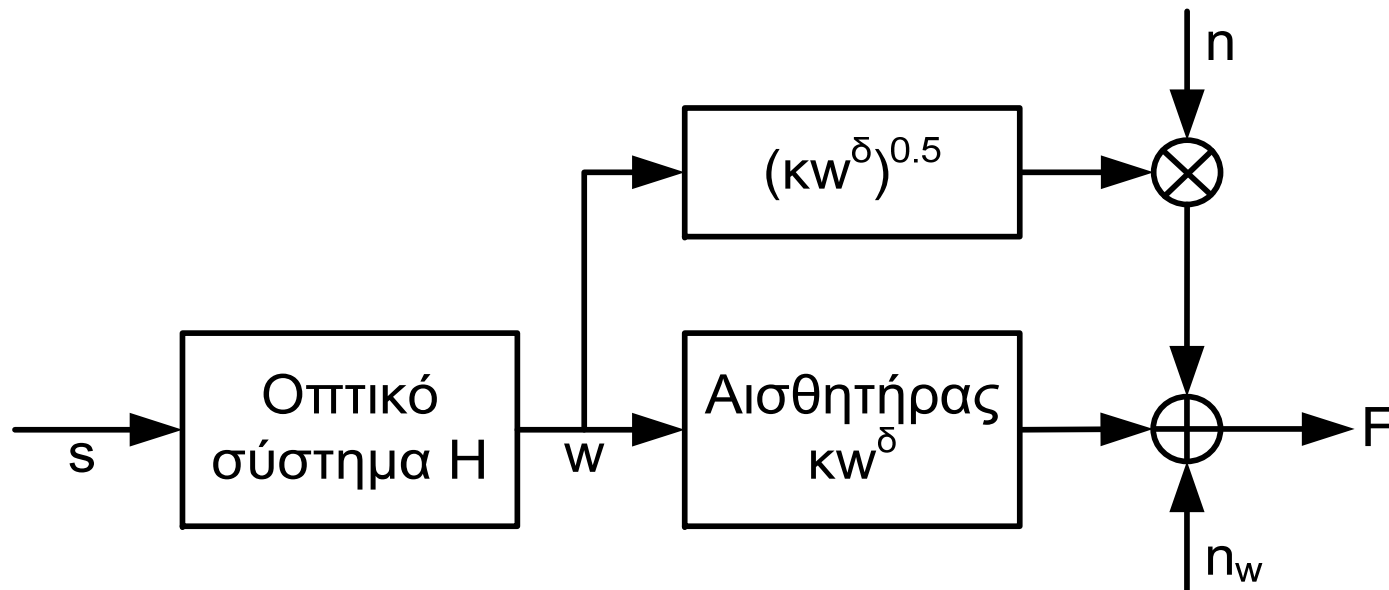 n
(κw^δ)^0.5
Οπτικό
σύστημα Η
Αισθητήρας
κw^δ
s
w
F
n_w